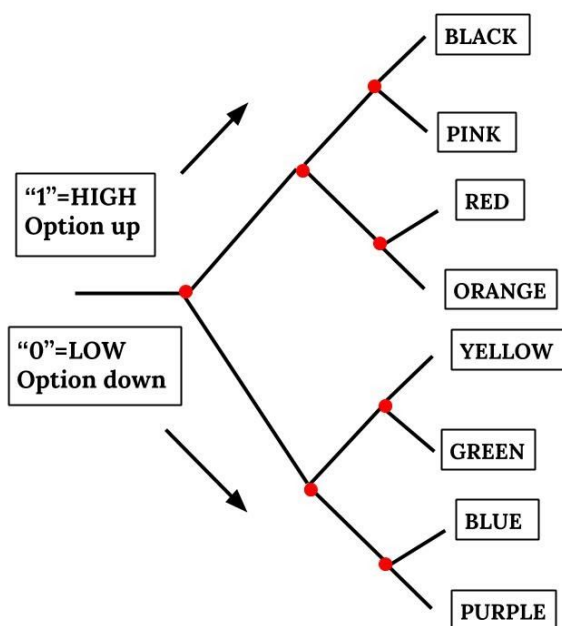 BLACK
PINK
“1”=HIGH
Option up
RED
ORANGE
“0”=LOW
Option down
YELLOW
GREEN
BLUE
PURPLE